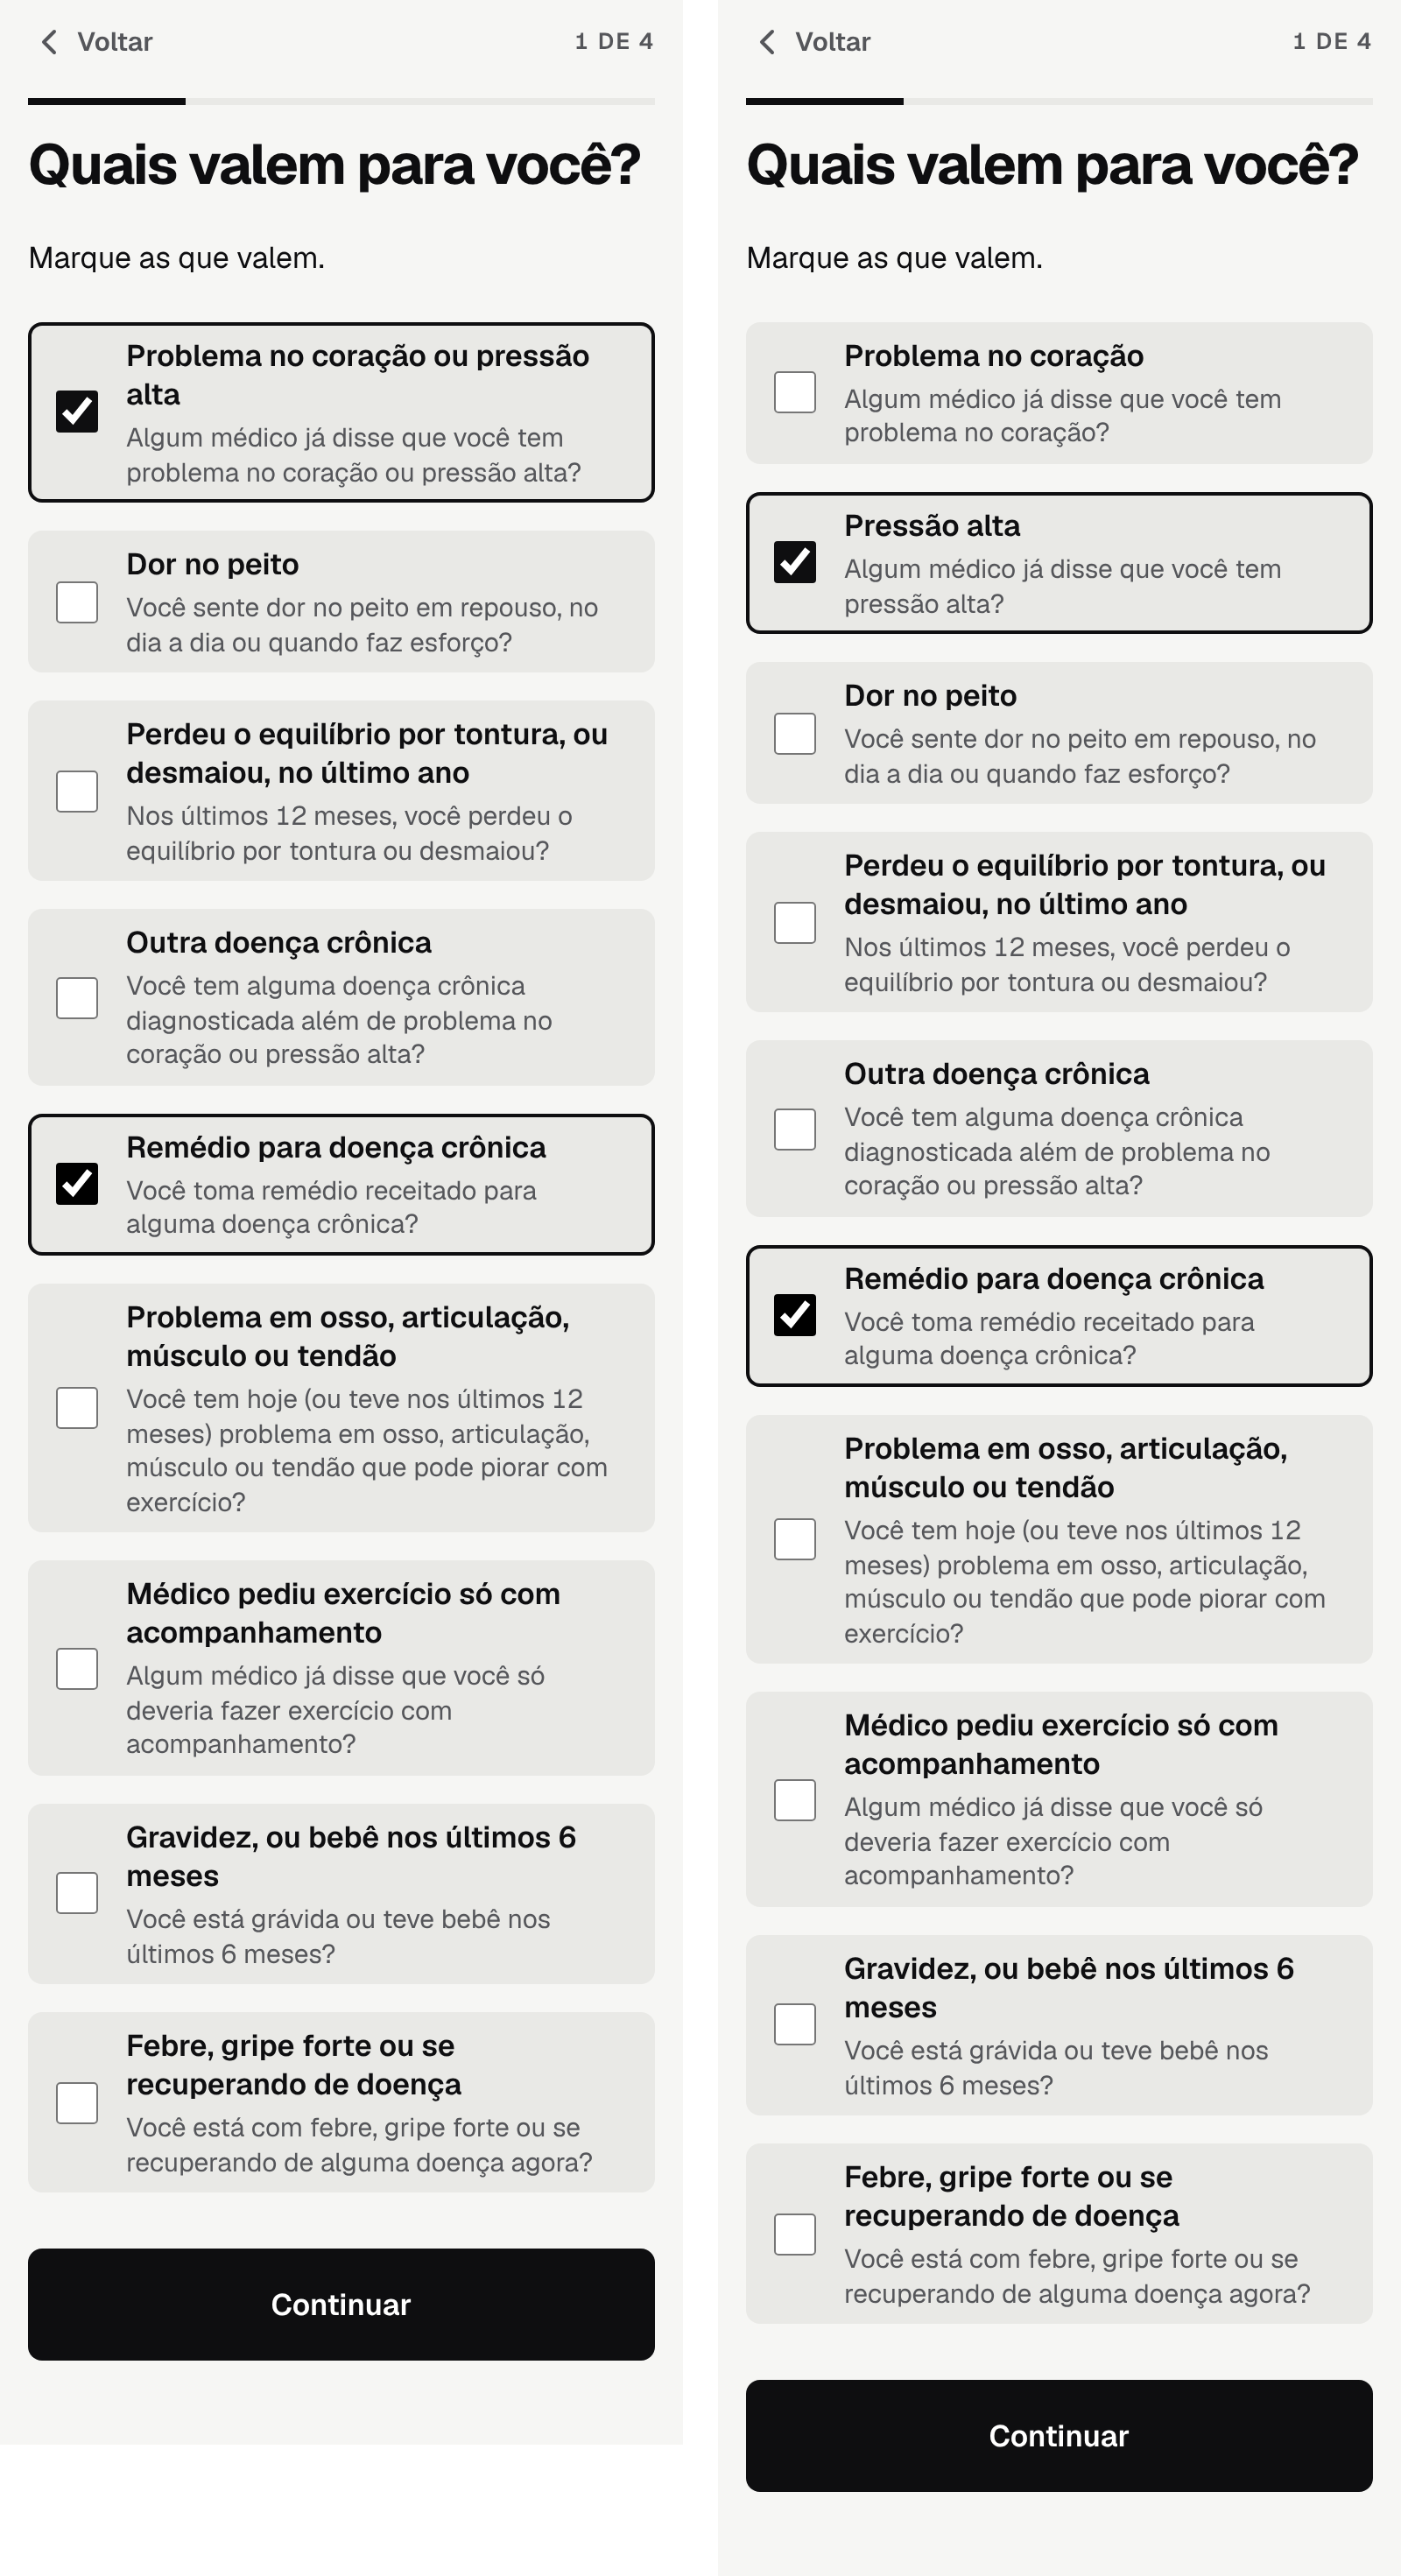 Voltar
1 DE 4
Quais valem para você?
Marque as que valem.
Problema no coração ou pressão
alta
Algum médico já disse que você tem
problema no coração ou pressão alta?
Dor no peito
Você sente dor no peito em repouso, no
dia a dia ou quando faz esforço?
Perdeu o equilíbrio por tontura, ou
desmaiou, no último ano
Nos últimos 12 meses, você perdeu o
equilíbrio por tontura ou desmaiou?
Outra doença crônica
Você tem alguma doença crônica
diagnosticada além de problema no
coração ou pressão alta?
Remédio para doença crônica
Você toma remédio receitado para
alguma doença crônica?
Problema em osso, articulação,
músculo ou tendão
Você tem hoje (ou teve nos últimos 12
meses) problema em osso, articulação,
músculo ou tendão que pode piorar com
exercício?
Médico pediu exercício só com
acompanhamento
Algum médico já disse que você só
deveria fazer exercício com
acompanhamento?
Gravidez, ou bebê nos últimos 6
meses
Você está grávida ou teve bebê nos
últimos 6 meses?
Febre, gripe forte ou se
recuperando de doença
Você está com febre, gripe forte ou se
recuperando de alguma doença agora?
Continuar
Voltar
1 DE 4
Quais valem para você?
Marque as que valem.
Problema no coração
Algum médico já disse que você tem
problema no coração?
Pressão alta
Algum médico já disse que você tem
pressão alta?
Dor no peito
Você sente dor no peito em repouso, no
dia a dia ou quando faz esforço?
Perdeu o equilíbrio por tontura, ou
desmaiou, no último ano
Nos últimos 12 meses, você perdeu o
equilíbrio por tontura ou desmaiou?
Outra doença crônica
Você tem alguma doença crônica
diagnosticada além de problema no
coração ou pressão alta?
Remédio para doença crônica
Você toma remédio receitado para
alguma doença crônica?
Problema em osso, articulação,
músculo ou tendão
Você tem hoje (ou teve nos últimos 12
meses) problema em osso, articulação,
músculo ou tendão que pode piorar com
exercício?
Médico pediu exercício só com
acompanhamento
Algum médico já disse que você só
deveria fazer exercício com
acompanhamento?
Gravidez, ou bebê nos últimos 6
meses
Você está grávida ou teve bebê nos
últimos 6 meses?
Febre, gripe forte ou se
recuperando de doença
Você está com febre, gripe forte ou se
recuperando de alguma doença agora?
Continuar